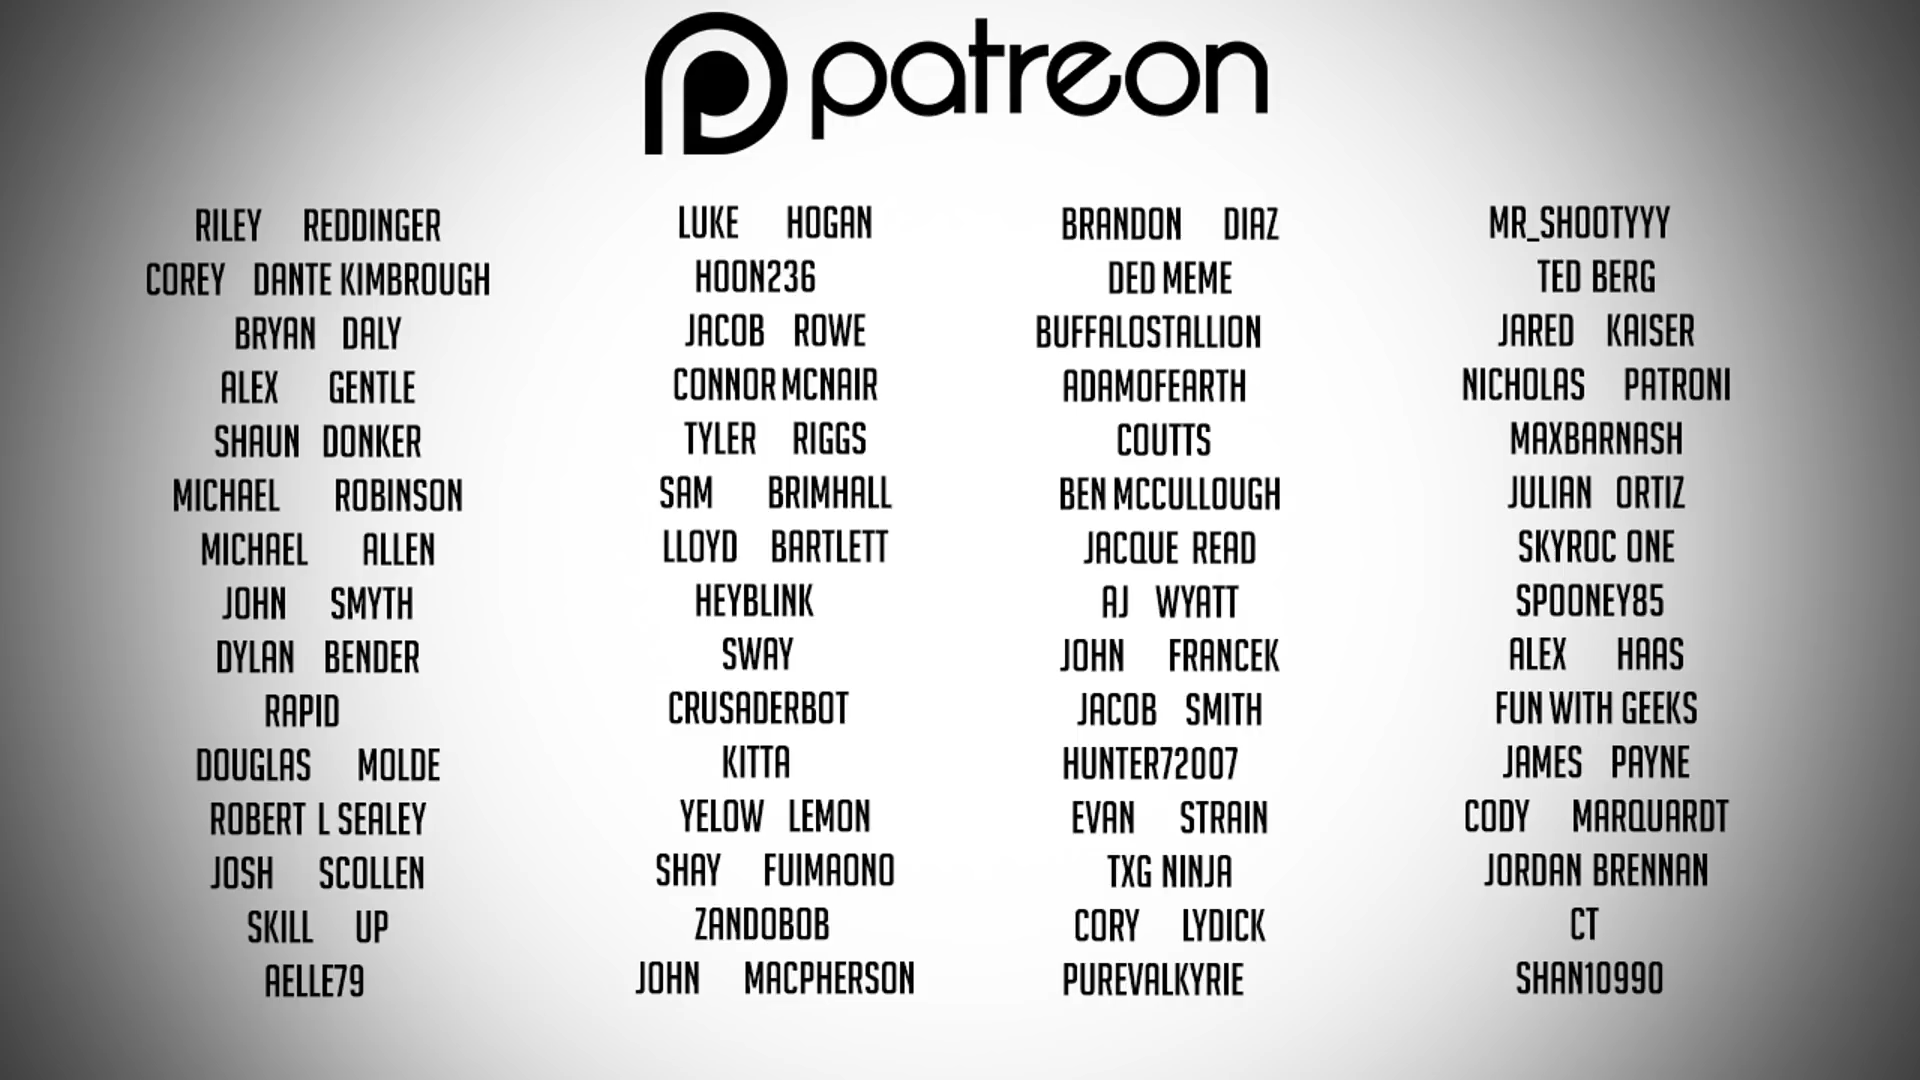 patreon
RILEY REDDINGER
COREY DANTE KIMBROUGH
BRYAN DALY
ALEX GENTLE
SHAUN DONKER
MICHAEL ROBINSON
MICHAEL ALLEN
JOHN SMYTH
DYLAN BENDER
RAPID
DOUGLAS MOLDE
ROBERT L SEALEY
JOSH SCOLLEN
SKILL UP
AELLE79
LUKE HOGAN
HOON236
JACOB ROWE
CONNOR MCNAIR
TYLER RIGGS
SAM BRIMHALL
LLOYD BARTLETT
HEYBLINK
SWAY
CRUSADERBOT
KITTA
YELOW LEMON
SHAY FUIMAONO
ZANDOBOB
JOHN MACPHERSON
BRANDON DIAZ
DED MEME
BUFFALOSTALLION
ADAMOFEARTH
COUTTS
BEN MCCULLOUGH
JACQUE READ
AJ WYATT
JOHN FRANCEK
JACOB SMITH
HUNTER72007
EVAN STRAIN
TXG NINJA
CORY LYDICK
PUREVALKYRIE
MR_SHOOTYYY
TED BERG
JARED KAISER
NICHOLAS PATRONI
MAXBARNASH
JULIAN ORTIZ
SKYROC ONE
SPOONEY85
ALEX HAAS
FUN WITH GEEKS
JAMES PAYNE
CODY MARQUARDT
JORDAN BRENNAN
CT
SHAN10990